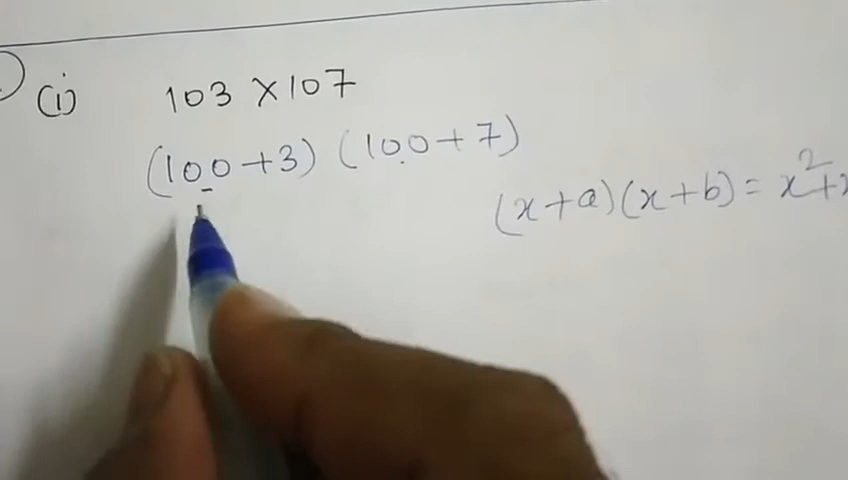 (i) 103 × 107
(100 + 3) (100 + 7)
(x + a) (x + b) = x² +